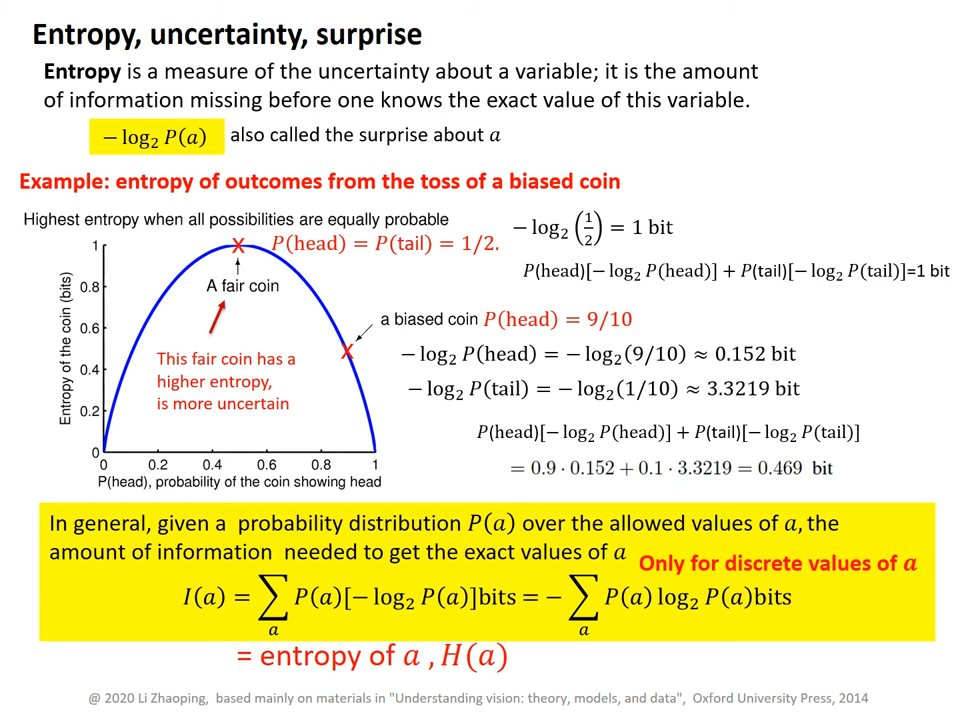 Entropy, uncertainty, surprise
Entropy is a measure of the uncertainty about a variable; it is the amount
of information missing before one knows the exact value of this variable.
− log₂ P(a) also called the surprise about a
Example: entropy of outcomes from the toss of a biased coin
Highest entropy when all possibilities are equally probable
− log₂ (1/2) = 1 bit
P(head) = P(tail) = 1/2.
P(head)[− log₂ P(head)] + P(tail)[− log₂ P(tail)]=1 bit
A fair coin
a biased coin P(head) = 9/10
This fair coin has a
higher entropy,
is more uncertain
− log₂ P(head) = − log₂(9/10) ≈ 0.152 bit
− log₂ P(tail) = − log₂(1/10) ≈ 3.3219 bit
P(head)[− log₂ P(head)] + P(tail)[− log₂ P(tail)]
= 0.9 · 0.152 + 0.1 · 3.3219 = 0.469 bit
Entropy of the coin (bits)
1
0.8
0.6
0.4
0.2
0
0 0.2 0.4 0.6 0.8 1
P(head), probability of the coin showing head
In general, given a probability distribution P(a) over the allowed values of a, the
amount of information needed to get the exact values of a
Only for discrete values of a
I(a) = ∑ₐ P(a)[− log₂ P(a)]bits = − ∑ₐ P(a) log₂ P(a)bits
= entropy of a , H(a)
@ 2020 Li Zhaoping, based mainly on materials in "Understanding vision: theory, models, and data", Oxford University Press, 2014